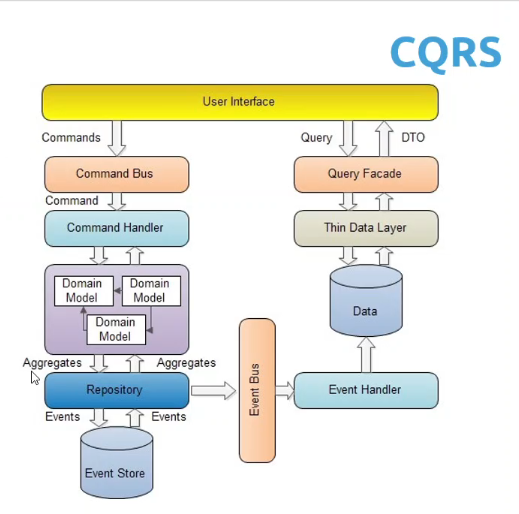 CQRS
User Interface
Commands
Query
DTO
Command Bus
Query Facade
Command
Command Handler
Thin Data Layer
Domain
Model
Domain
Model
Domain
Model
Data
Aggregates
Aggregates
Repository
Event Bus
Event Handler
Events
Events
Event Store